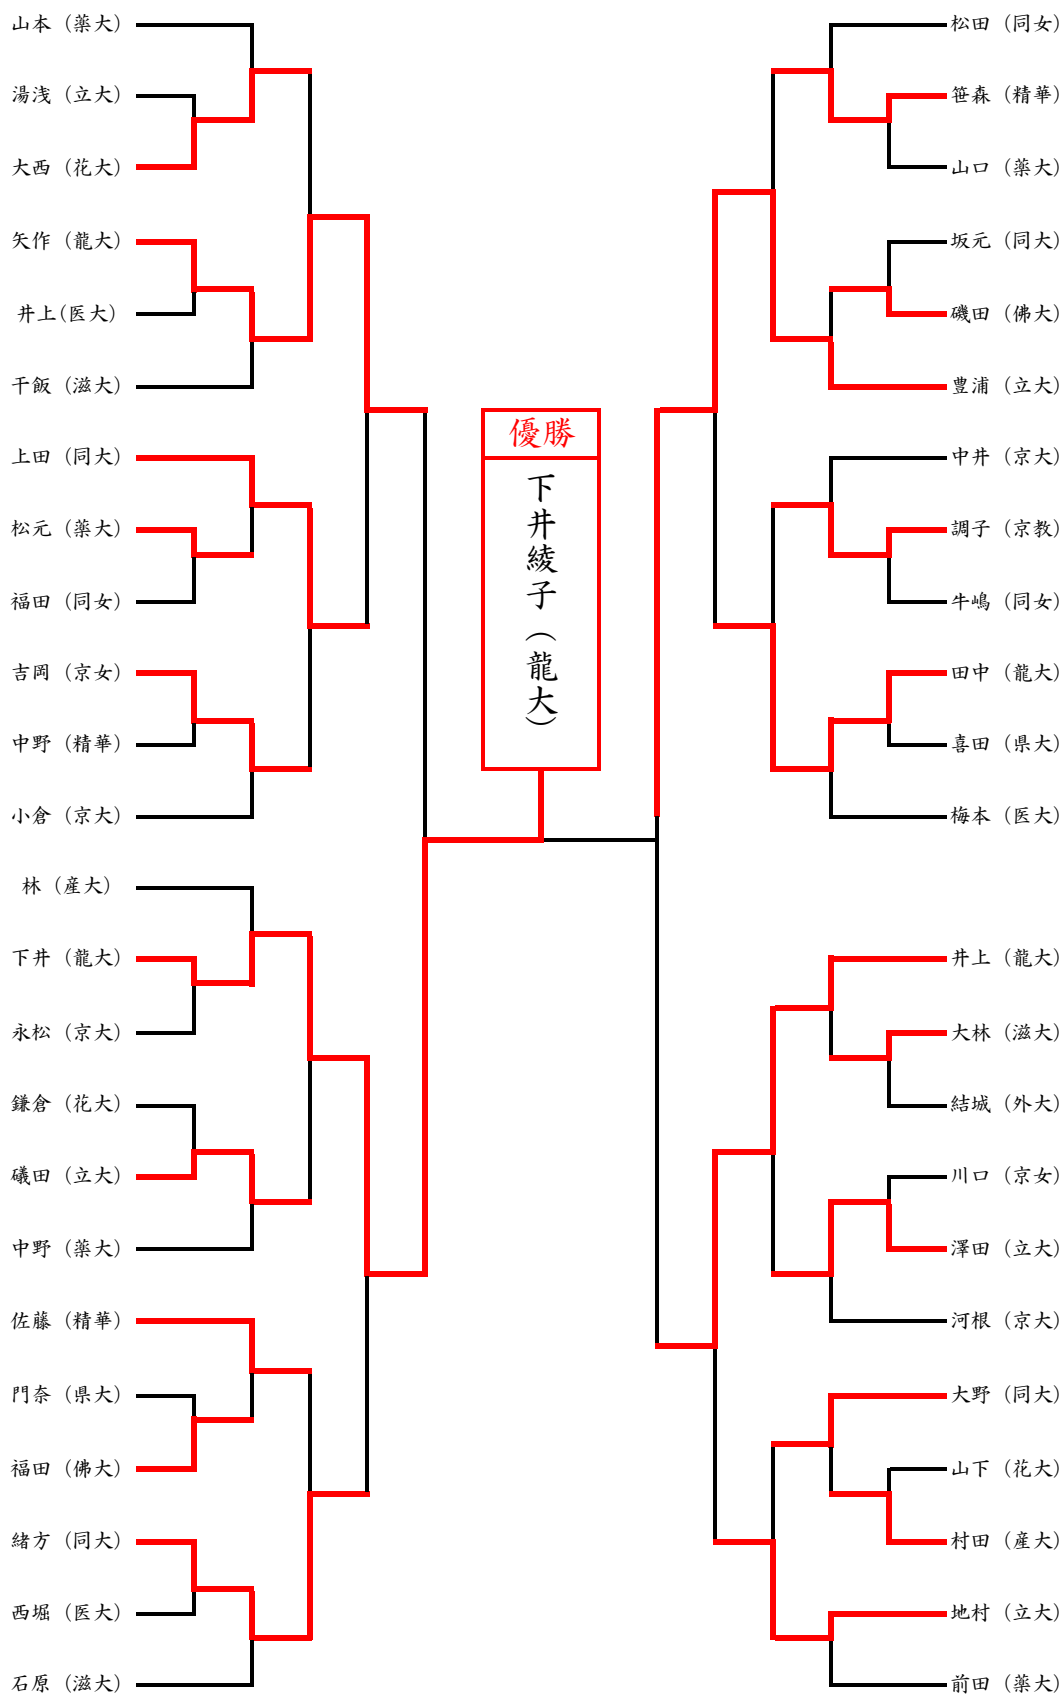 山本（薬大）
湯浅（立大）
大西（花大）
矢作（龍大）
井上(医大）
干飯（滋大）
上田（同大）
松元（薬大）
福田（同女）
吉岡（京女）
中野（精華）
小倉（京大）
林（産大）
下井（龍大）
永松（京大）
鎌倉（花大）
礒田（立大）
中野（薬大）
佐藤（精華）
門奈（県大）
福田（佛大）
緒方（同大）
西堀（医大）
石原（滋大）
優勝
下井綾子（龍大）
松田（同女）
笹森（精華）
山口（薬大）
坂元（同大）
磯田（佛大）
豊浦（立大）
中井（京大）
調子（京教）
牛嶋（同女）
田中（龍大）
喜田（県大）
梅本（医大）
井上（龍大）
大林（滋大）
結城（外大）
川口（京女）
澤田（立大）
河根（京大）
大野（同大）
山下（花大）
村田（産大）
地村（立大）
前田（薬大）